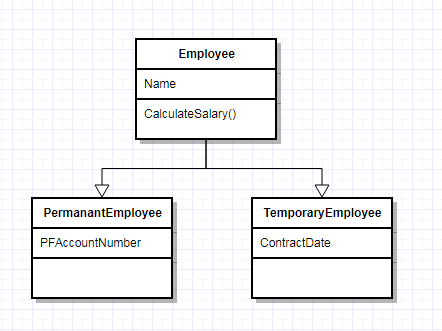 Employee
Name
CalculateSalary()
PermanantEmployee
PFAccountNumber
TemporaryEmployee
ContractDate